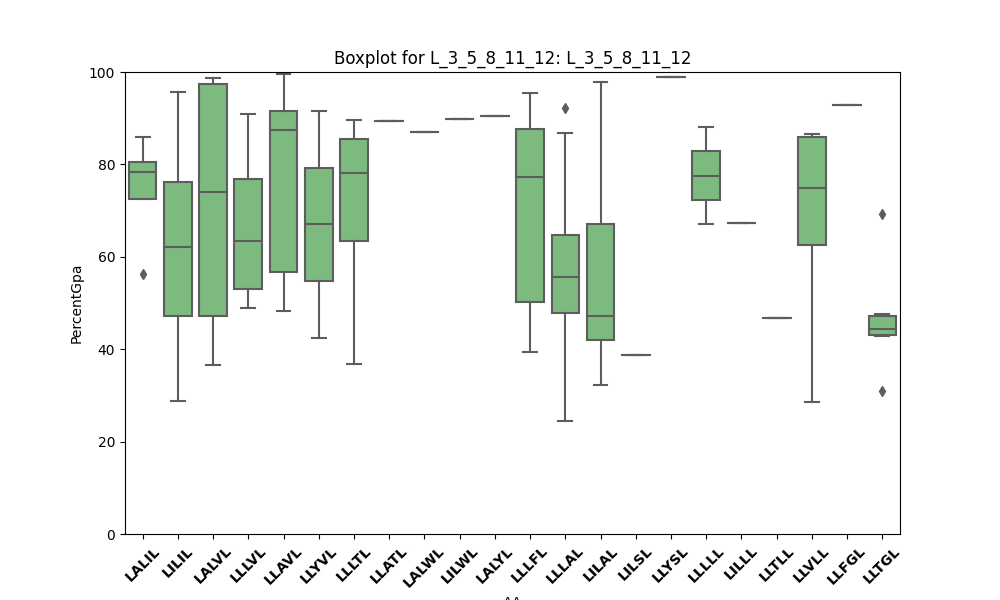 Boxplot for L_3_5_8_11_12: L_3_5_8_11_12
100
80
60
40
20
0
PercentGpa
LALIL LILIL LALVL LLLVL LLAVL LLYVL LLLTL LLATL LALWL LILWL LALYL LLLFL LLLAL LILAL LILSL LLYSL LLLLL LILLL LLTLL LLVLL LLFGL LLTGL